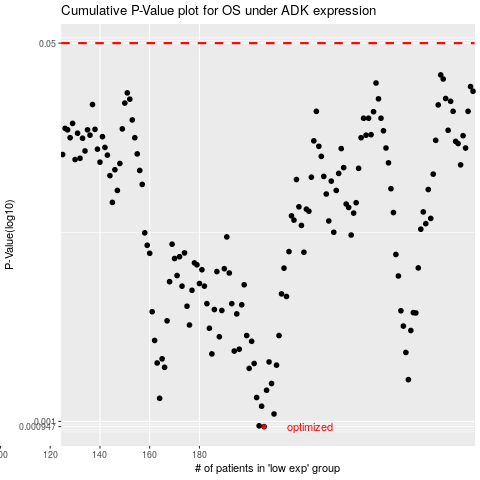 Cumulative P-Value plot for OS under ADK expression
0.05
P-Value(log10)
0.001
0.000947
optimized
00 120 140 160 180
# of patients in 'low exp' group